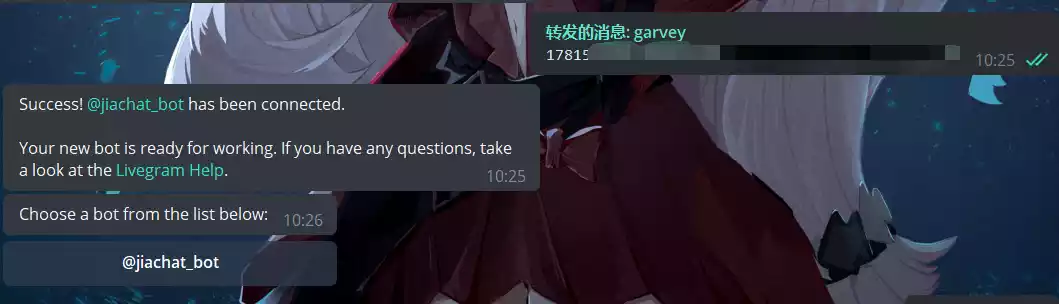 转发的消息: garvey
17815
10:25
Success! @jiachat_bot has been connected.
Your new bot is ready for working. If you have any questions, take
a look at the Livegram Help.
10:25
Choose a bot from the list below:
10:26
@jiachat_bot